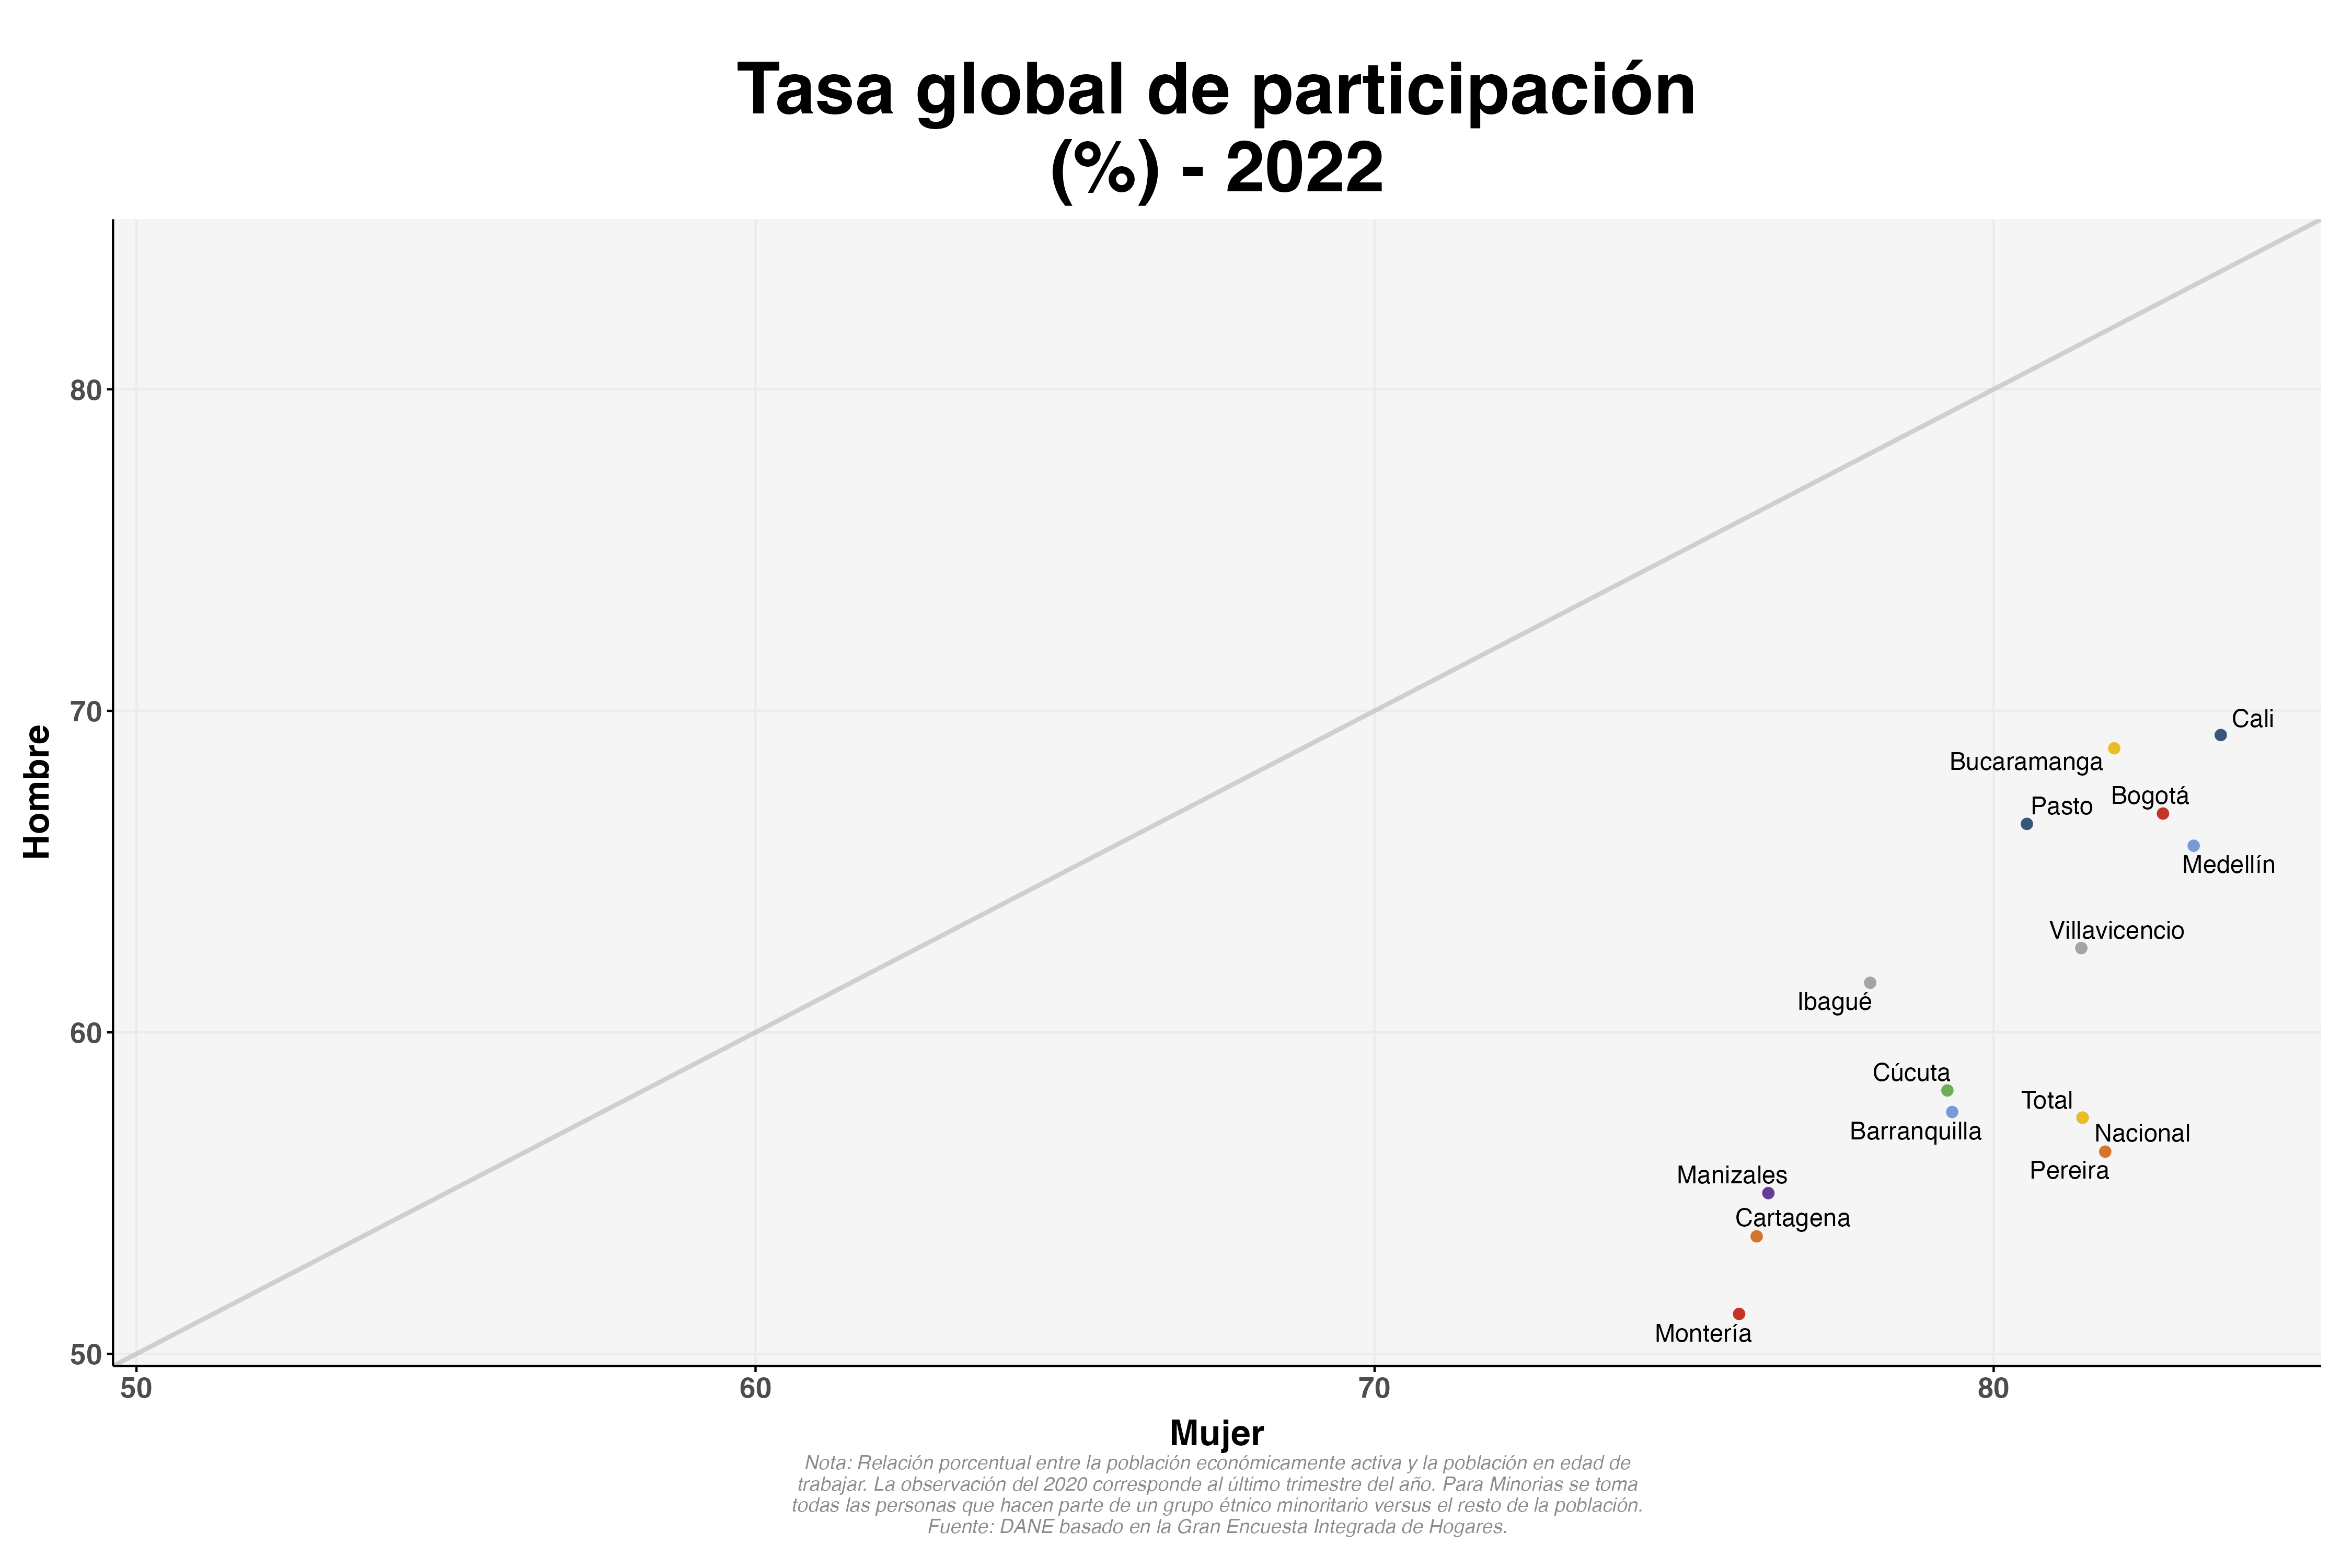 Tasa global de participación
(%) - 2022
Hombre
80
70
60
50
Cali
Bucaramanga
Bogotá
Pasto
Medellín
Villavicencio
Ibagué
Cúcuta
Total
Barranquilla
Nacional
Pereira
Manizales
Cartagena
Montería
50
60
70
80
Mujer
Nota: Relación porcentual entre la población económicamente activa y la población en edad de
trabajar. La observación del 2020 corresponde al último trimestre del año. Para Minorias se toma
todas las personas que hacen parte de un grupo étnico minoritario versus el resto de la población.
Fuente: DANE basado en la Gran Encuesta Integrada de Hogares.